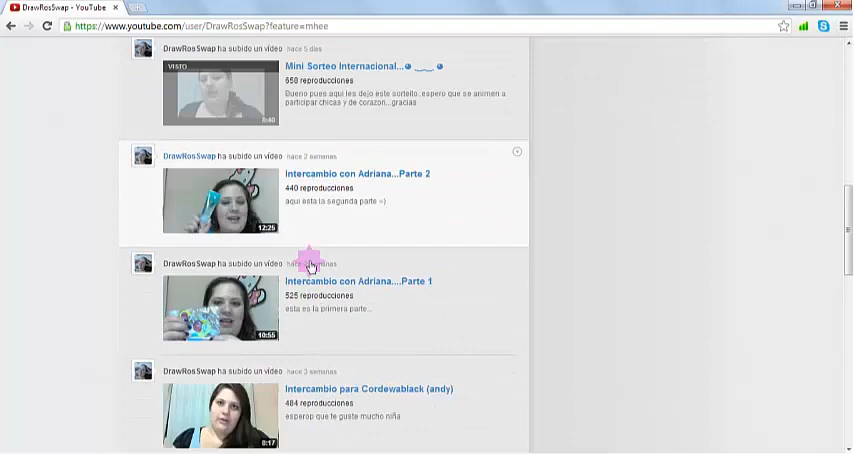 DrawRosSwap - YouTube
https://www.youtube.com/user/DrawRosSwap?feature=mhee
DrawRosSwap ha subido un vídeo hace 5 días
VISTO
Mini Sorteo Internacional...
658 reproducciones
Bueno pues.aqui les dejo este sorteito..espero que se animen a
participar chicas y de corazon...gracias
8:40
DrawRosSwap ha subido un vídeo hace 2 semanas
Intercambio con Adriana...Parte 2
440 reproducciones
aqui esta la segunda parte =)
12:25
DrawRosSwap ha subido un vídeo
Intercambio con Adriana....Parte 1
525 reproducciones
esta es la primera parte...
10:55
DrawRosSwap ha subido un vídeo hace 3 semanas
Intercambio para Cordewablack (andy)
484 reproducciones
esperop que te guste mucho niña
8:17